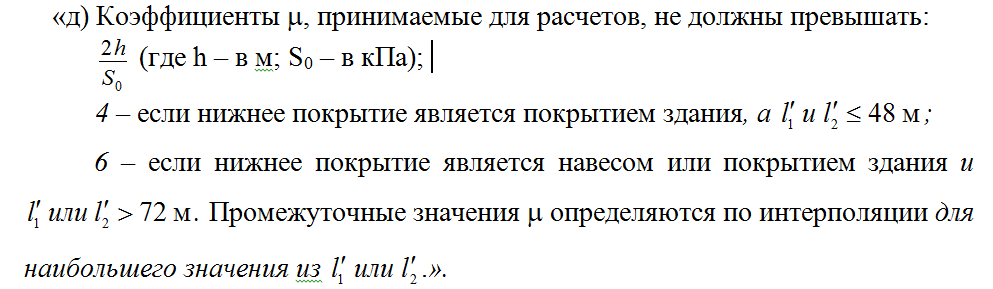 «д) Коэффициенты μ, принимаемые для расчетов, не должны превышать:
2h/S₀ (где h – в м; S₀ – в кПа);
4 – если нижнее покрытие является покрытием здания, а l′₁ и l′₂ ≤ 48 м;
6 – если нижнее покрытие является навесом или покрытием здания и
l′₁ или l′₂ > 72 м. Промежуточные значения μ определяются по интерполяции для
наибольшего значения из l′₁ или l′₂.».